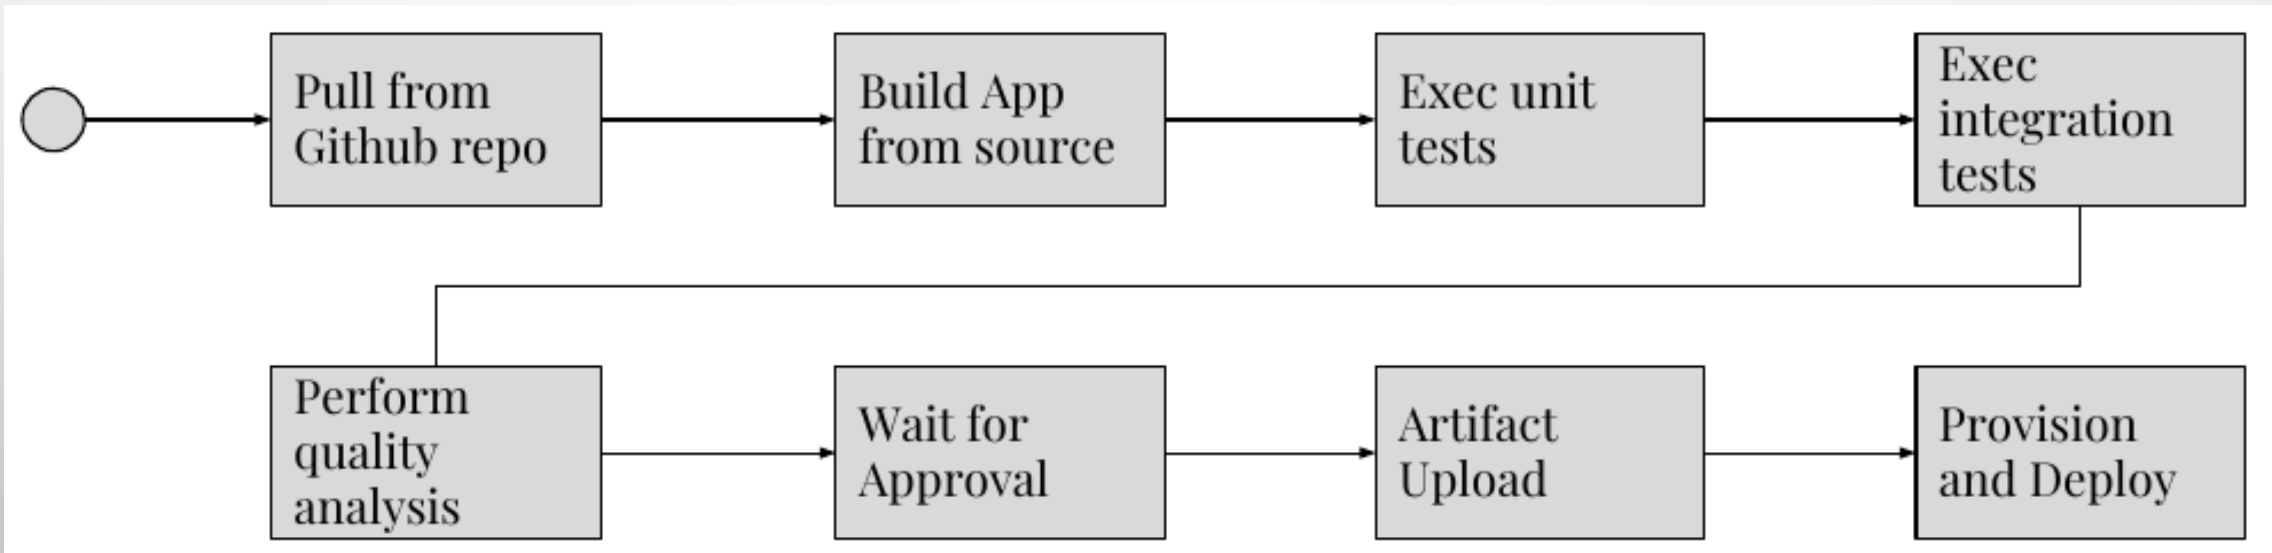 Pull from
Github repo
Build App
from source
Exec unit
tests
Exec
integration
tests
Perform
quality
analysis
Wait for
Approval
Artifact
Upload
Provision
and Deploy